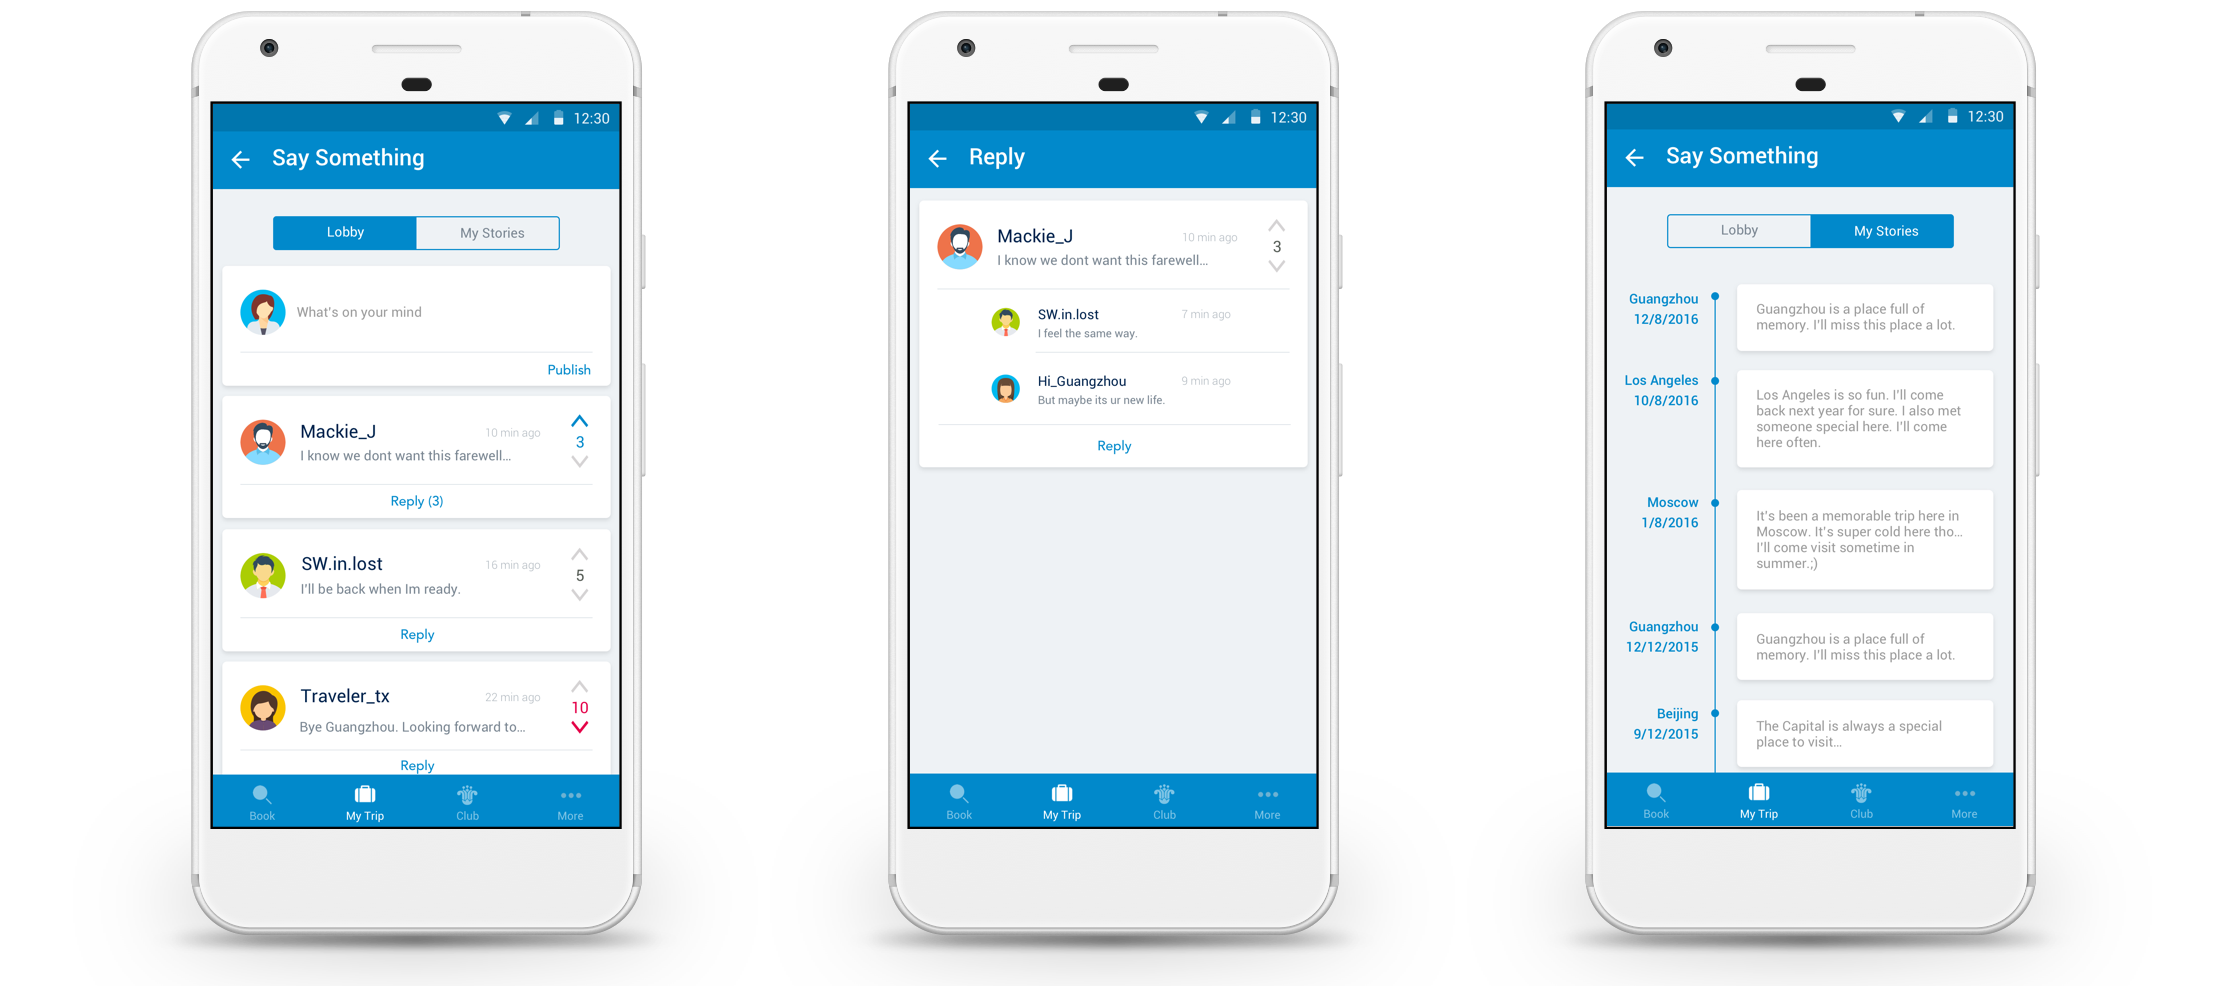 12:30
Say Something
Lobby
My Stories
What's on your mind
Publish
Mackie_J
10 min ago
3
I know we dont want this farewell...
Reply (3)
SW.in.lost
16 min ago
5
I'll be back when Im ready.
Reply
Traveler_tx
22 min ago
10
Bye Guangzhou. Looking forward to...
Reply
Book
My Trip
Club
More
12:30
Reply
Mackie_J
10 min ago
3
I know we dont want this farewell...
SW.in.lost
7 min ago
I feel the same way.
Hi_Guangzhou
9 min ago
But maybe its ur new life.
Reply
Book
My Trip
Club
More
12:30
Say Something
Lobby
My Stories
Guangzhou
12/8/2016
Guangzhou is a place full of
memory. I'll miss this place a lot.
Los Angeles
10/8/2016
Los Angeles is so fun. I'll come
back next year for sure. I also met
someone special here. I'll come
here often.
Moscow
1/8/2016
It's been a memorable trip here in
Moscow. It's super cold here tho...
I'll come visit sometime in
summer.;)
Guangzhou
12/12/2015
Guangzhou is a place full of
memory. I'll miss this place a lot.
Beijing
9/12/2015
The Capital is always a special
place to visit...
Book
My Trip
Club
More